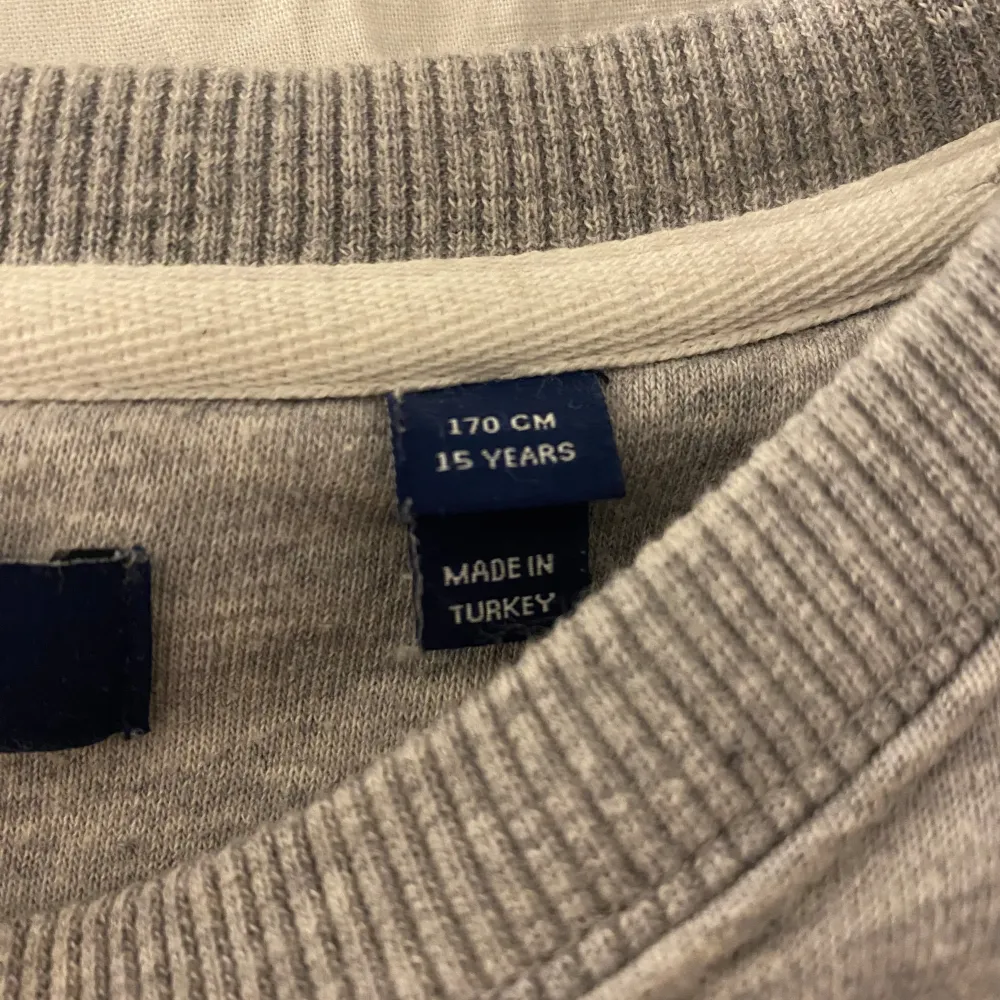 170 CM
15 YEARS
MADE IN
TURKEY